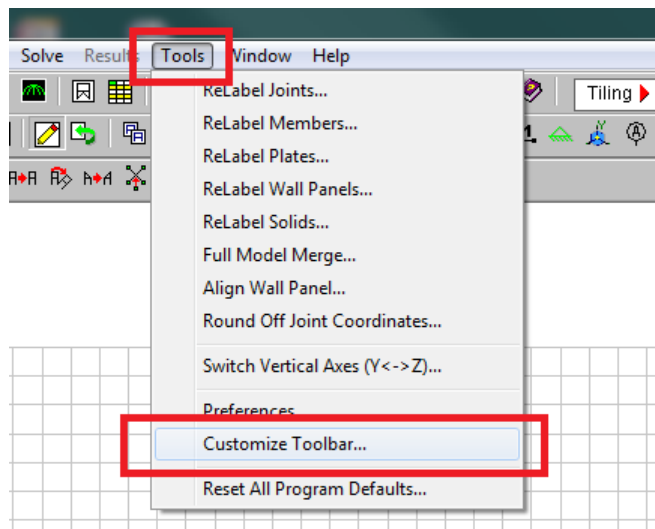 Solve Results Tools Window Help
Tiling
ReLabel Joints...
ReLabel Members...
ReLabel Plates...
ReLabel Wall Panels...
ReLabel Solids...
Full Model Merge...
Align Wall Panel...
Round Off Joint Coordinates...
Switch Vertical Axes (Y<->Z)...
Preferences
Customize Toolbar...
Reset All Program Defaults...